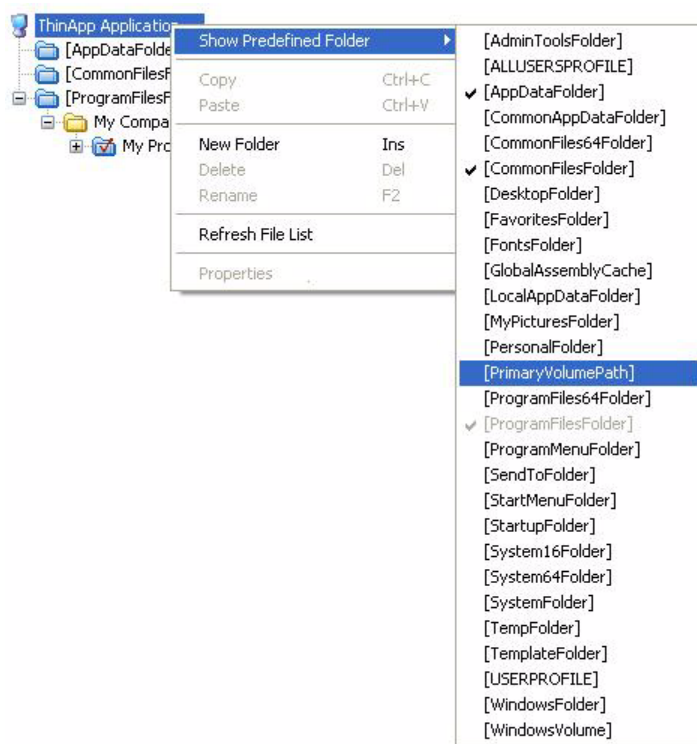 ThinApp Applicatio
[AppDataFolde
[CommonFilesF
[ProgramFilesF
My Compa
My Pro
Show Predefined Folder
Copy Ctrl+C
Paste Ctrl+V
New Folder Ins
Delete Del
Rename F2
Refresh File List
Properties
[AdminToolsFolder]
[ALLUSERSPROFILE]
[AppDataFolder]
[CommonAppDataFolder]
[CommonFiles64Folder]
[CommonFilesFolder]
[DesktopFolder]
[FavoritesFolder]
[FontsFolder]
[GlobalAssemblyCache]
[LocalAppDataFolder]
[MyPicturesFolder]
[PersonalFolder]
[PrimaryVolumePath]
[ProgramFiles64Folder]
[ProgramFilesFolder]
[ProgramMenuFolder]
[SendToFolder]
[StartMenuFolder]
[StartupFolder]
[System16Folder]
[System64Folder]
[SystemFolder]
[TempFolder]
[TemplateFolder]
[USERPROFILE]
[WindowsFolder]
[WindowsVolume]